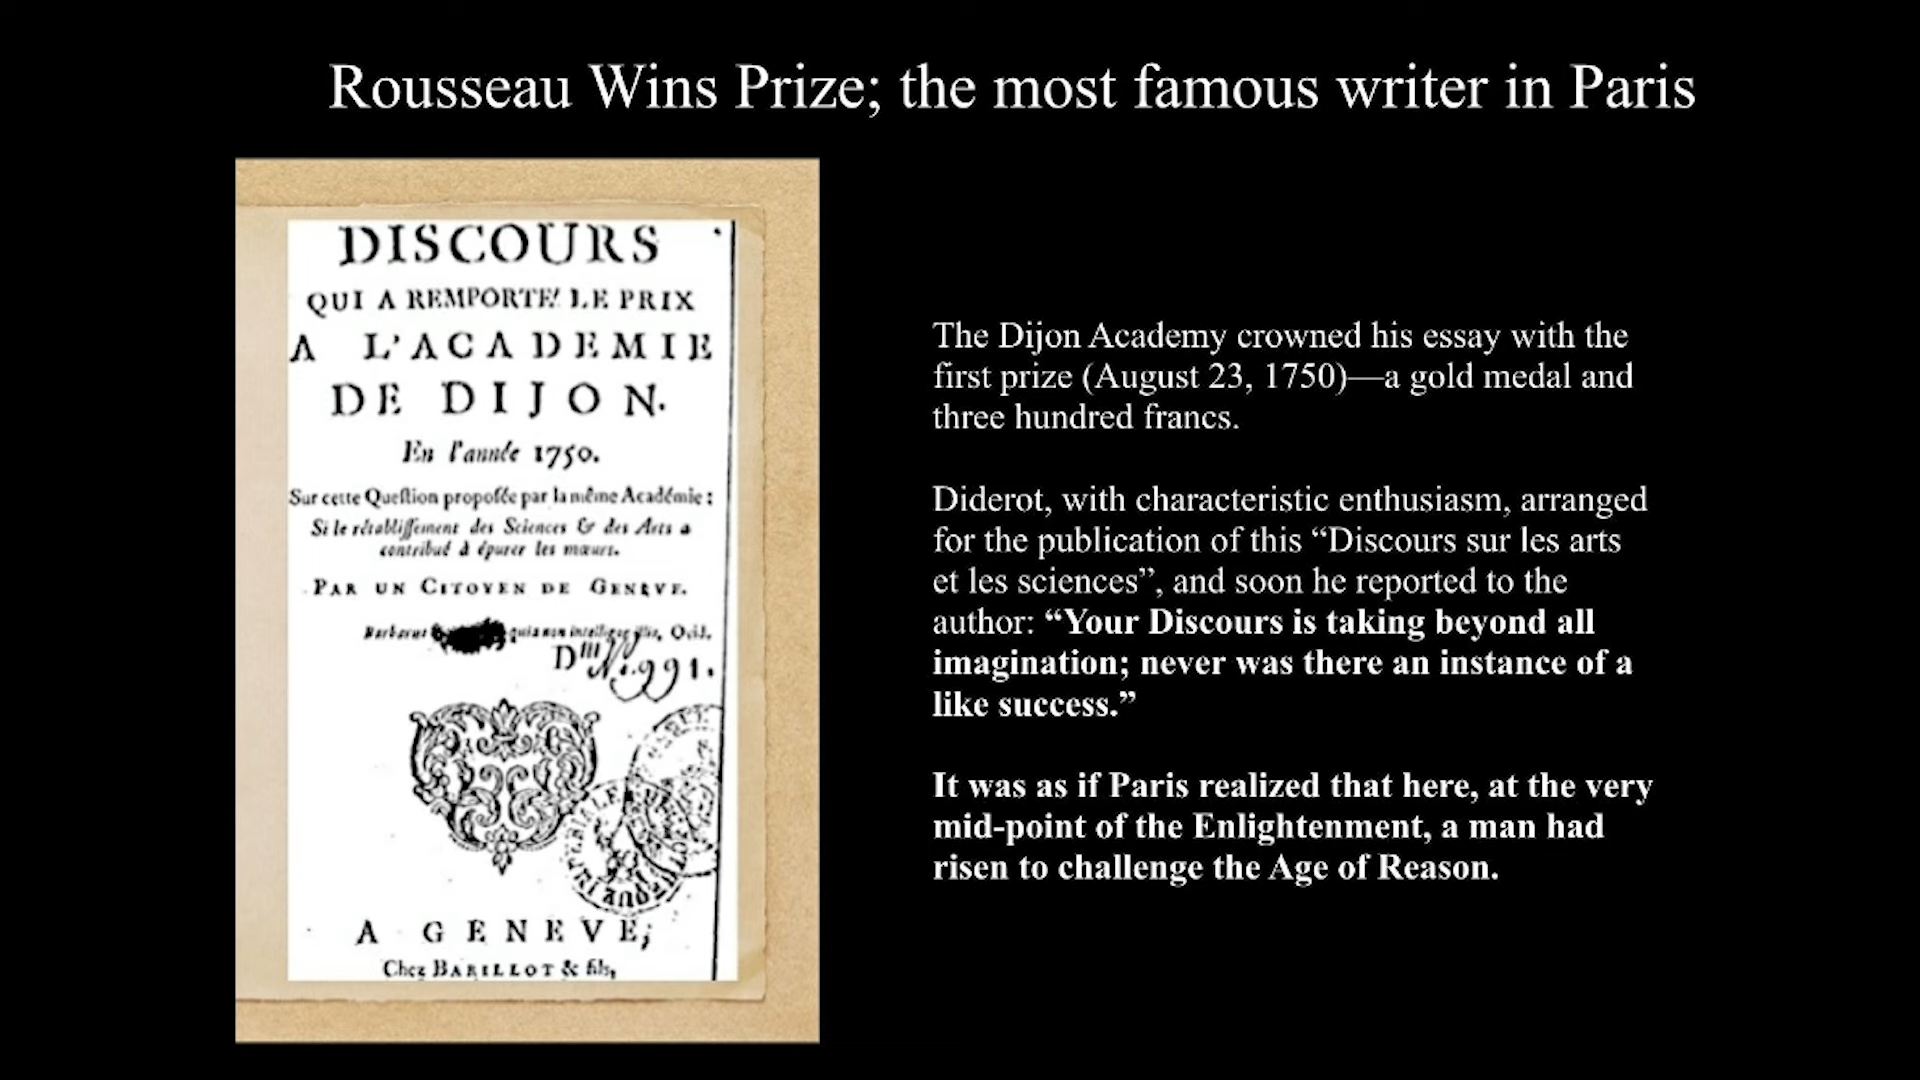 Rousseau Wins Prize; the most famous writer in Paris
DISCOURS
QUI A REMPORTE' LE PRIX
A L'ACADEMIE
DE DIJON.
En l'année 1750.
Sur cette Queſtion propoſée par la même Académie:
Si le rétabliſſement des Sciences & des Arts a
contribué à épurer les mœurs.
PAR UN CITOYEN DE GENEVE.
Barbarus quia non intelligor illis, Ovid.
991.
A GENEVE,
Chez BARILLOT & fils,
The Dijon Academy crowned his essay with the
first prize (August 23, 1750)—a gold medal and
three hundred francs.
Diderot, with characteristic enthusiasm, arranged
for the publication of this “Discours sur les arts
et les sciences”, and soon he reported to the
author: “Your Discours is taking beyond all
imagination; never was there an instance of a
like success.”
It was as if Paris realized that here, at the very
mid-point of the Enlightenment, a man had
risen to challenge the Age of Reason.